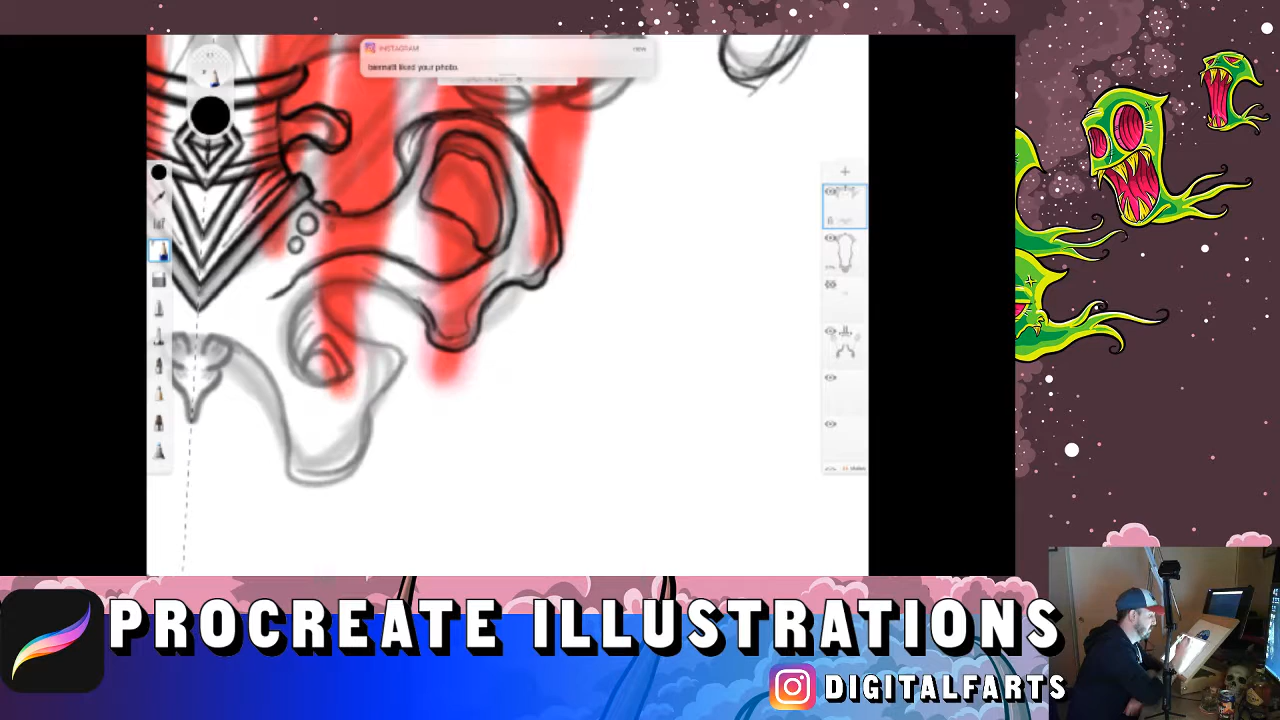 INSTAGRAM
liked your photo.
PROCREATE ILLUSTRATIONS
DIGITALFARTS